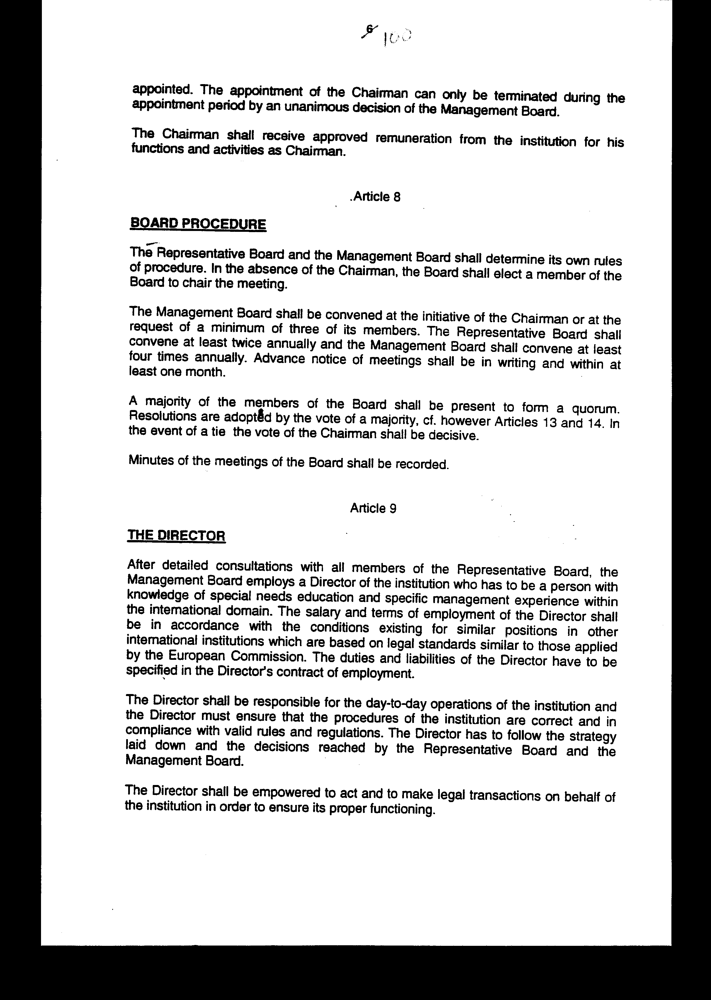 6 100
appointed. The appointment of the Chairman can only be terminated during the
appointment period by an unanimous decision of the Management Board.
The Chairman shall receive approved remuneration from the institution for his
functions and activities as Chairman.
.Article 8
BOARD PROCEDURE
The Representative Board and the Management Board shall determine its own rules
of procedure. In the absence of the Chairman, the Board shall elect a member of the
Board to chair the meeting.
The Management Board shall be convened at the initiative of the Chairman or at the
request of a minimum of three of its members. The Representative Board shall
convene at least twice annually and the Management Board shall convene at least
four times annually. Advance notice of meetings shall be in writing and within at
least one month.
A majority of the members of the Board shall be present to form a quorum.
Resolutions are adopted by the vote of a majority, cf. however Articles 13 and 14. In
the event of a tie the vote of the Chairman shall be decisive.
Minutes of the meetings of the Board shall be recorded.
Article 9
THE DIRECTOR
After detailed consultations with all members of the Representative Board, the
Management Board employs a Director of the institution who has to be a person with
knowledge of special needs education and specific management experience within
the international domain. The salary and terms of employment of the Director shall
be in accordance with the conditions existing for similar positions in other
international institutions which are based on legal standards similar to those applied
by the European Commission. The duties and liabilities of the Director have to be
specified in the Director's contract of employment.
The Director shall be responsible for the day-to-day operations of the institution and
the Director must ensure that the procedures of the institution are correct and in
compliance with valid rules and regulations. The Director has to follow the strategy
laid down and the decisions reached by the Representative Board and the
Management Board.
The Director shall be empowered to act and to make legal transactions on behalf of
the institution in order to ensure its proper functioning.